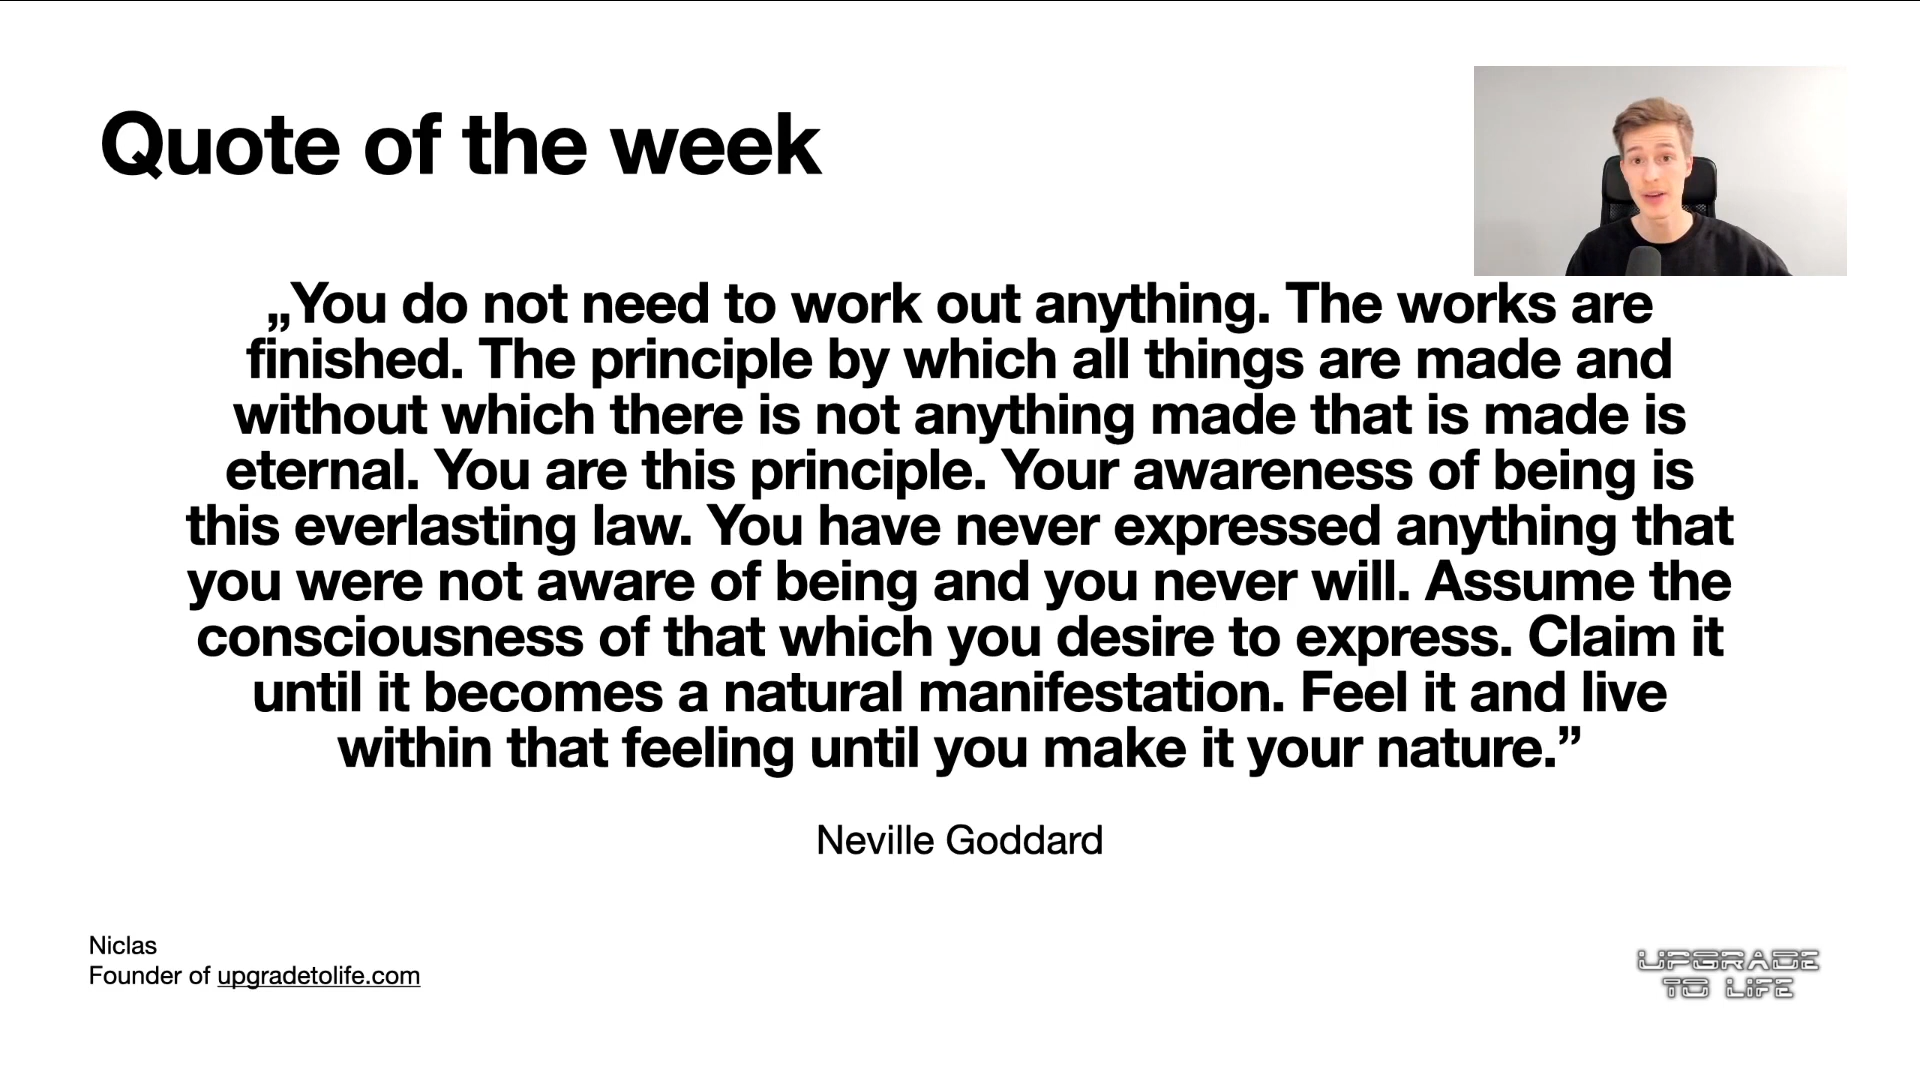 Quote of the week
„You do not need to work out anything. The works are
finished. The principle by which all things are made and
without which there is not anything made that is made is
eternal. You are this principle. Your awareness of being is
this everlasting law. You have never expressed anything that
you were not aware of being and you never will. Assume the
consciousness of that which you desire to express. Claim it
until it becomes a natural manifestation. Feel it and live
within that feeling until you make it your nature.”
Neville Goddard
Niclas
Founder of upgradetolife.com
UPGRADE
TO LIFE